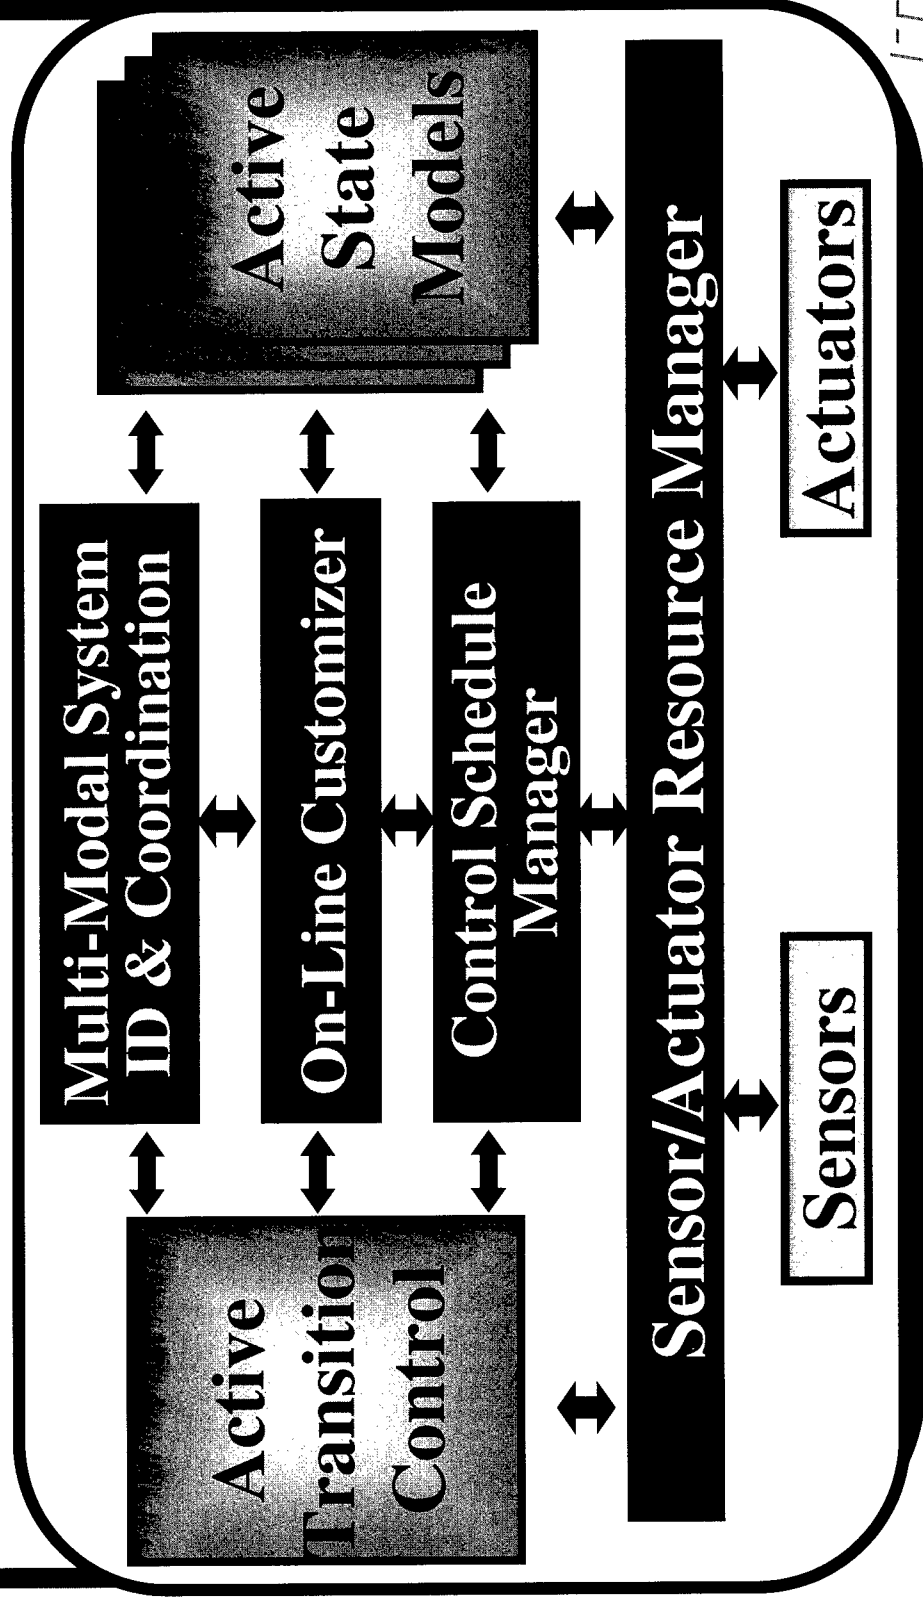 Multi-Modal System
ID & Coordination
Active
Transition
Control
On-Line Customizer
Active
State
Models
Control Schedule
Manager
Sensor/Actuator Resource Manager
Sensors
Actuators